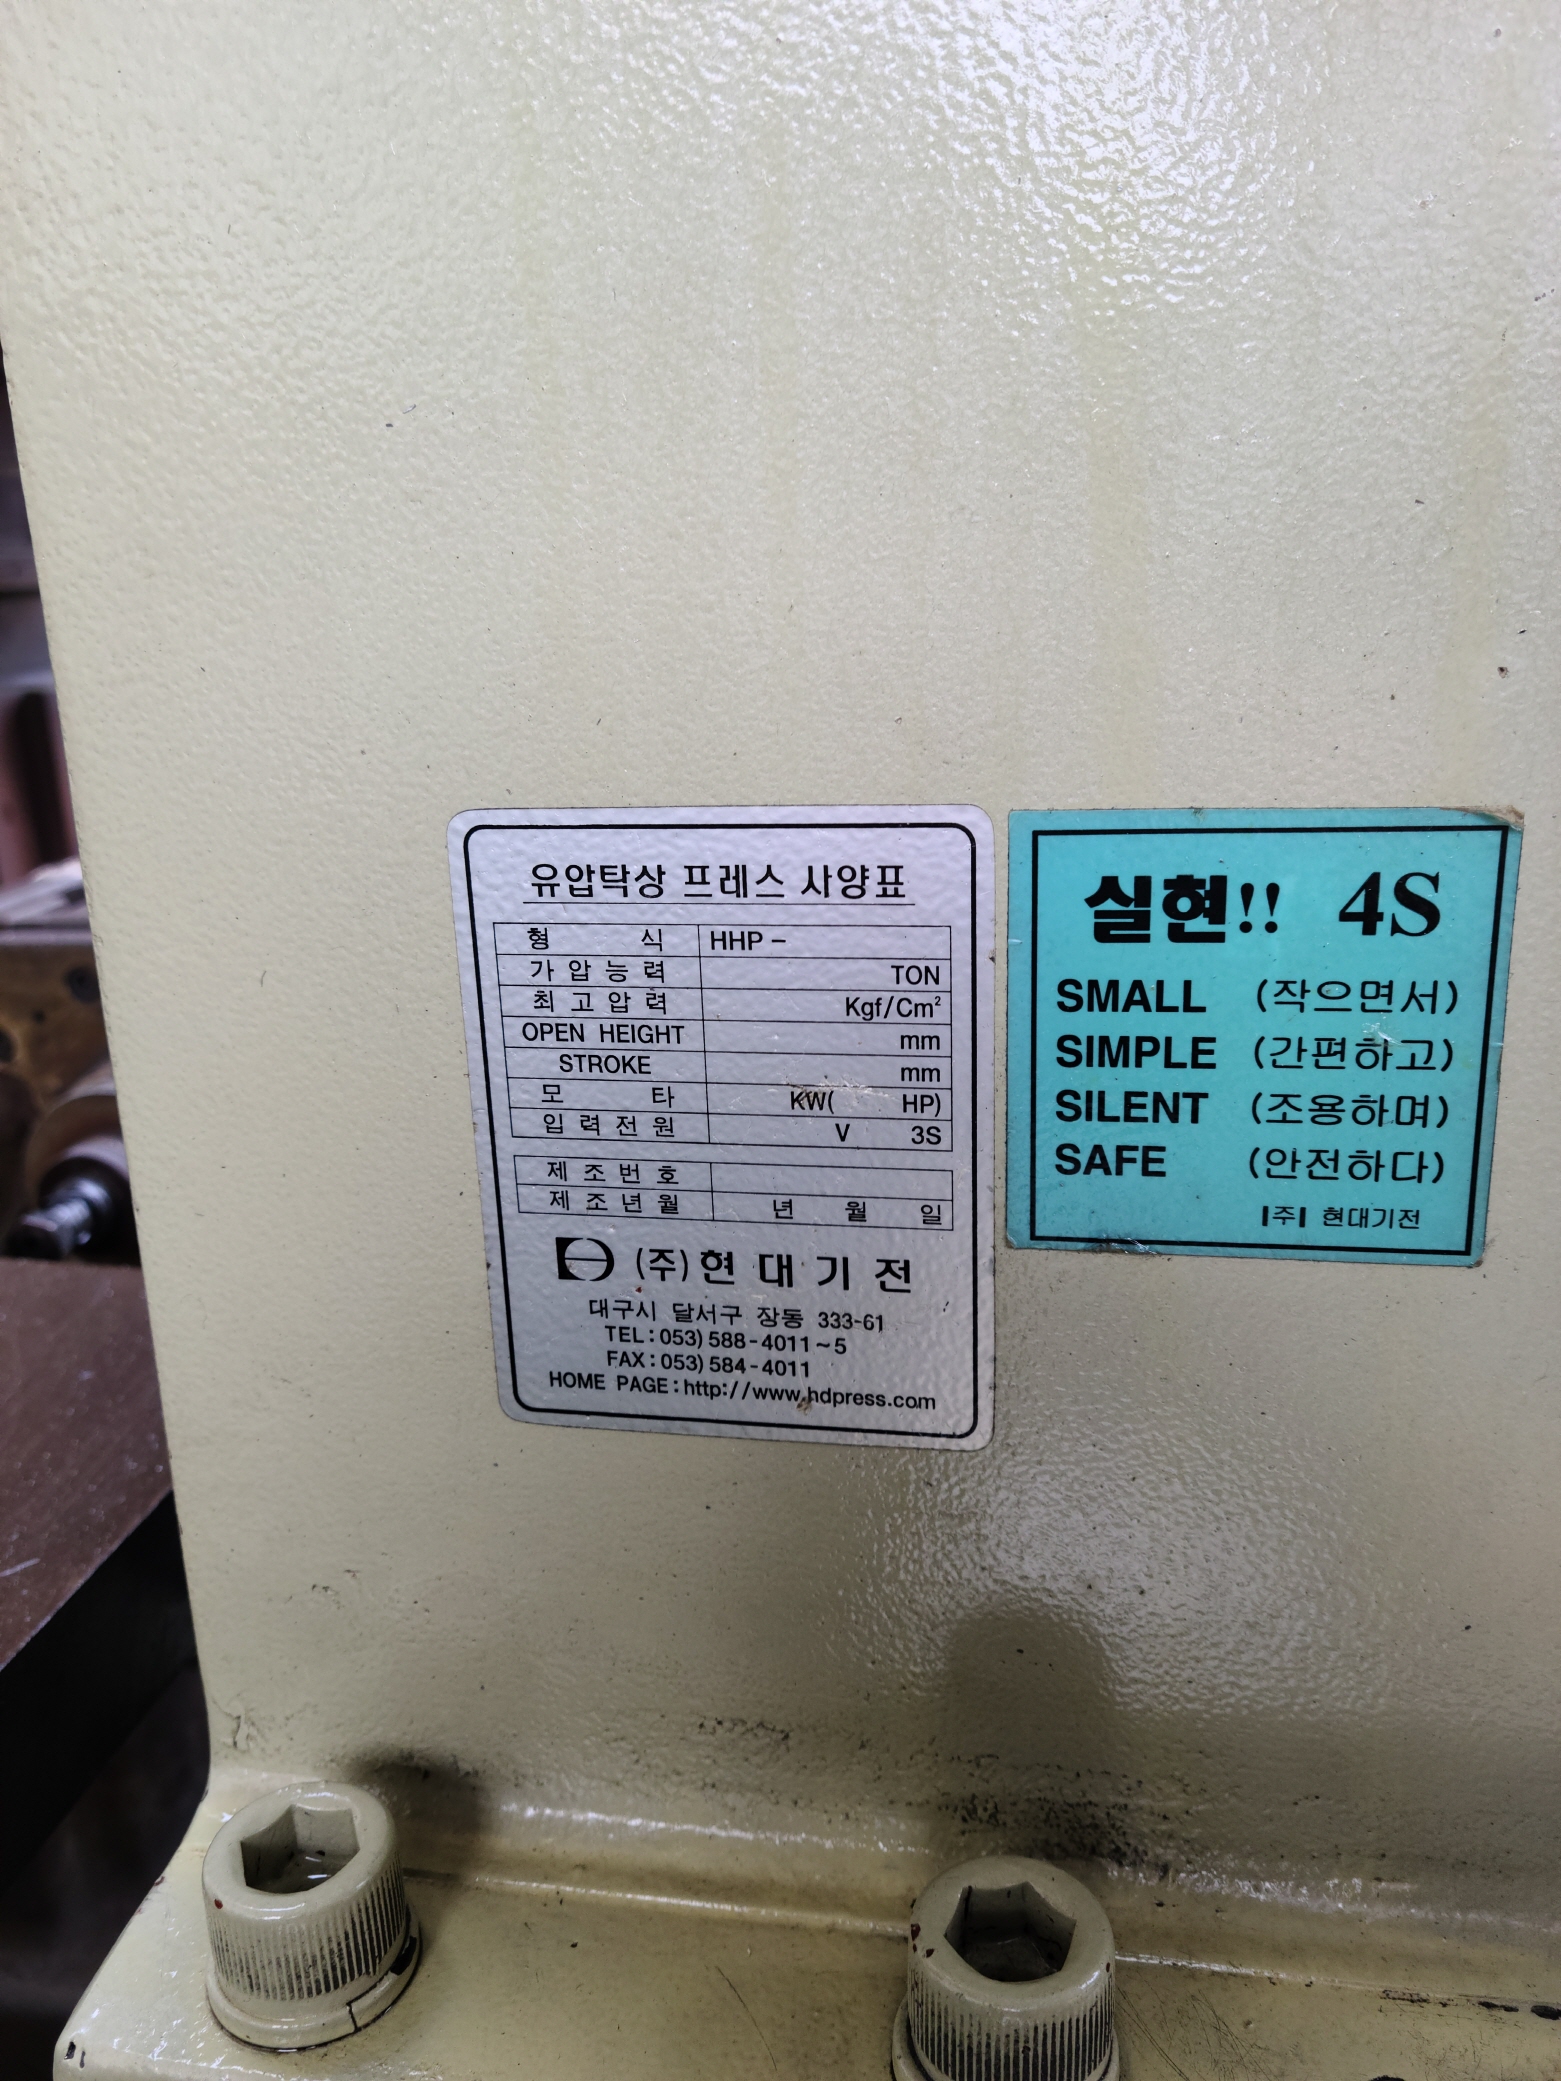 유압탁상 프레스 사양표
형 식 HHP -
가 압 능 력 TON
최 고 압 력 Kgf/Cm²
OPEN HEIGHT mm
STROKE mm
모 타 KW( HP)
입 력 전 원 V 3S
제 조 번 호
제 조 년 월 년 월 일
(주) 현 대 기 전
대구시 달서구 장동 333-61
TEL : 053) 588 - 4011 ~ 5
FAX : 053) 584 - 4011
HOME PAGE : http://www.hdpress.com
실현!! 4S
SMALL (작으면서)
SIMPLE (간편하고)
SILENT (조용하며)
SAFE (안전하다)
(주) 현대기전